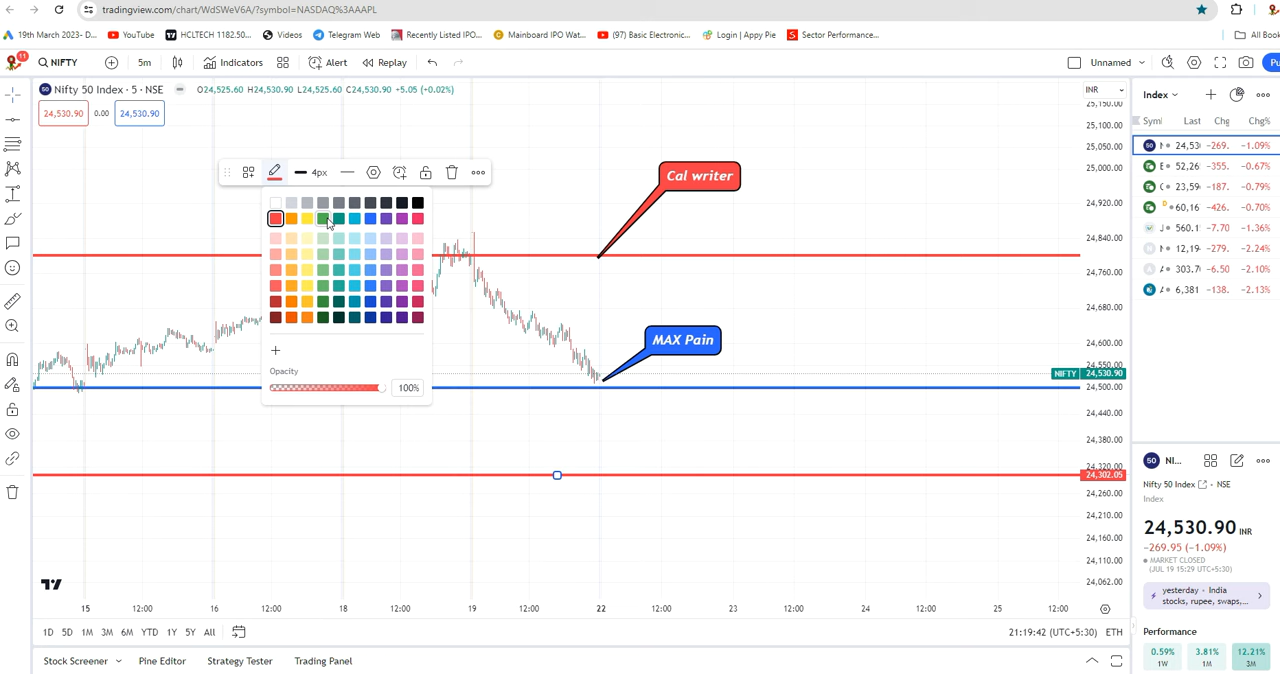 tradingview.com/chart/WdSWeV6A/?symbol=NASDAQ%3AAAPL
19th March 2023- D... YouTube HCLTECH 1182.50... Videos Telegram Web Recently Listed IPO... Mainboard IPO Wat... (97) Basic Electronic... Login | Appy Pie Sector Performance... All Book
11 NIFTY 5m Indicators Alert Replay Unnamed Pu
Nifty 50 Index · 5 · NSE O24,525.60 H24,530.90 L24,525.60 C24,530.90 +5.05 (+0.02%)
INR
24,530.90 0.00 24,530.90
4px
Opacity
100%
Cal writer
MAX Pain
25,150.00
25,100.00
25,050.00
25,000.00
24,920.00
24,840.00
24,760.00
24,680.00
24,600.00
24,550.00
NIFTY 24,530.90
24,500.00
24,440.00
24,380.00
24,320.00
24,302.05
24,260.00
24,210.00
24,160.00
24,110.00
24,062.00
15 12:00 16 12:00 18 12:00 19 12:00 22 12:00 23 12:00 24 12:00 25 12:00
1D 5D 1M 3M 6M YTD 1Y 5Y All 21:19:42 (UTC+5:30) ETH
Stock Screener Pine Editor Strategy Tester Trading Panel
Index
Syml Last Chg Chg%
50 24,53 -269. -1.09%
52,26 -355. -0.67%
23,59 -187. -0.79%
D 60,16 -426. -0.70%
560.1 -7.70 -1.36%
12,19 -279. -2.24%
303.7 -6.50 -2.10%
6,381 -138. -2.13%
50 NI...
Nifty 50 Index · NSE
Index
24,530.90 INR
−269.95 (−1.09%)
MARKET CLOSED
(JUL 19 15:29 UTC+5:30)
yesterday · India
stocks, rupee, swaps,...
Performance
0.59% 3.81% 12.21%
1W 1M 3M